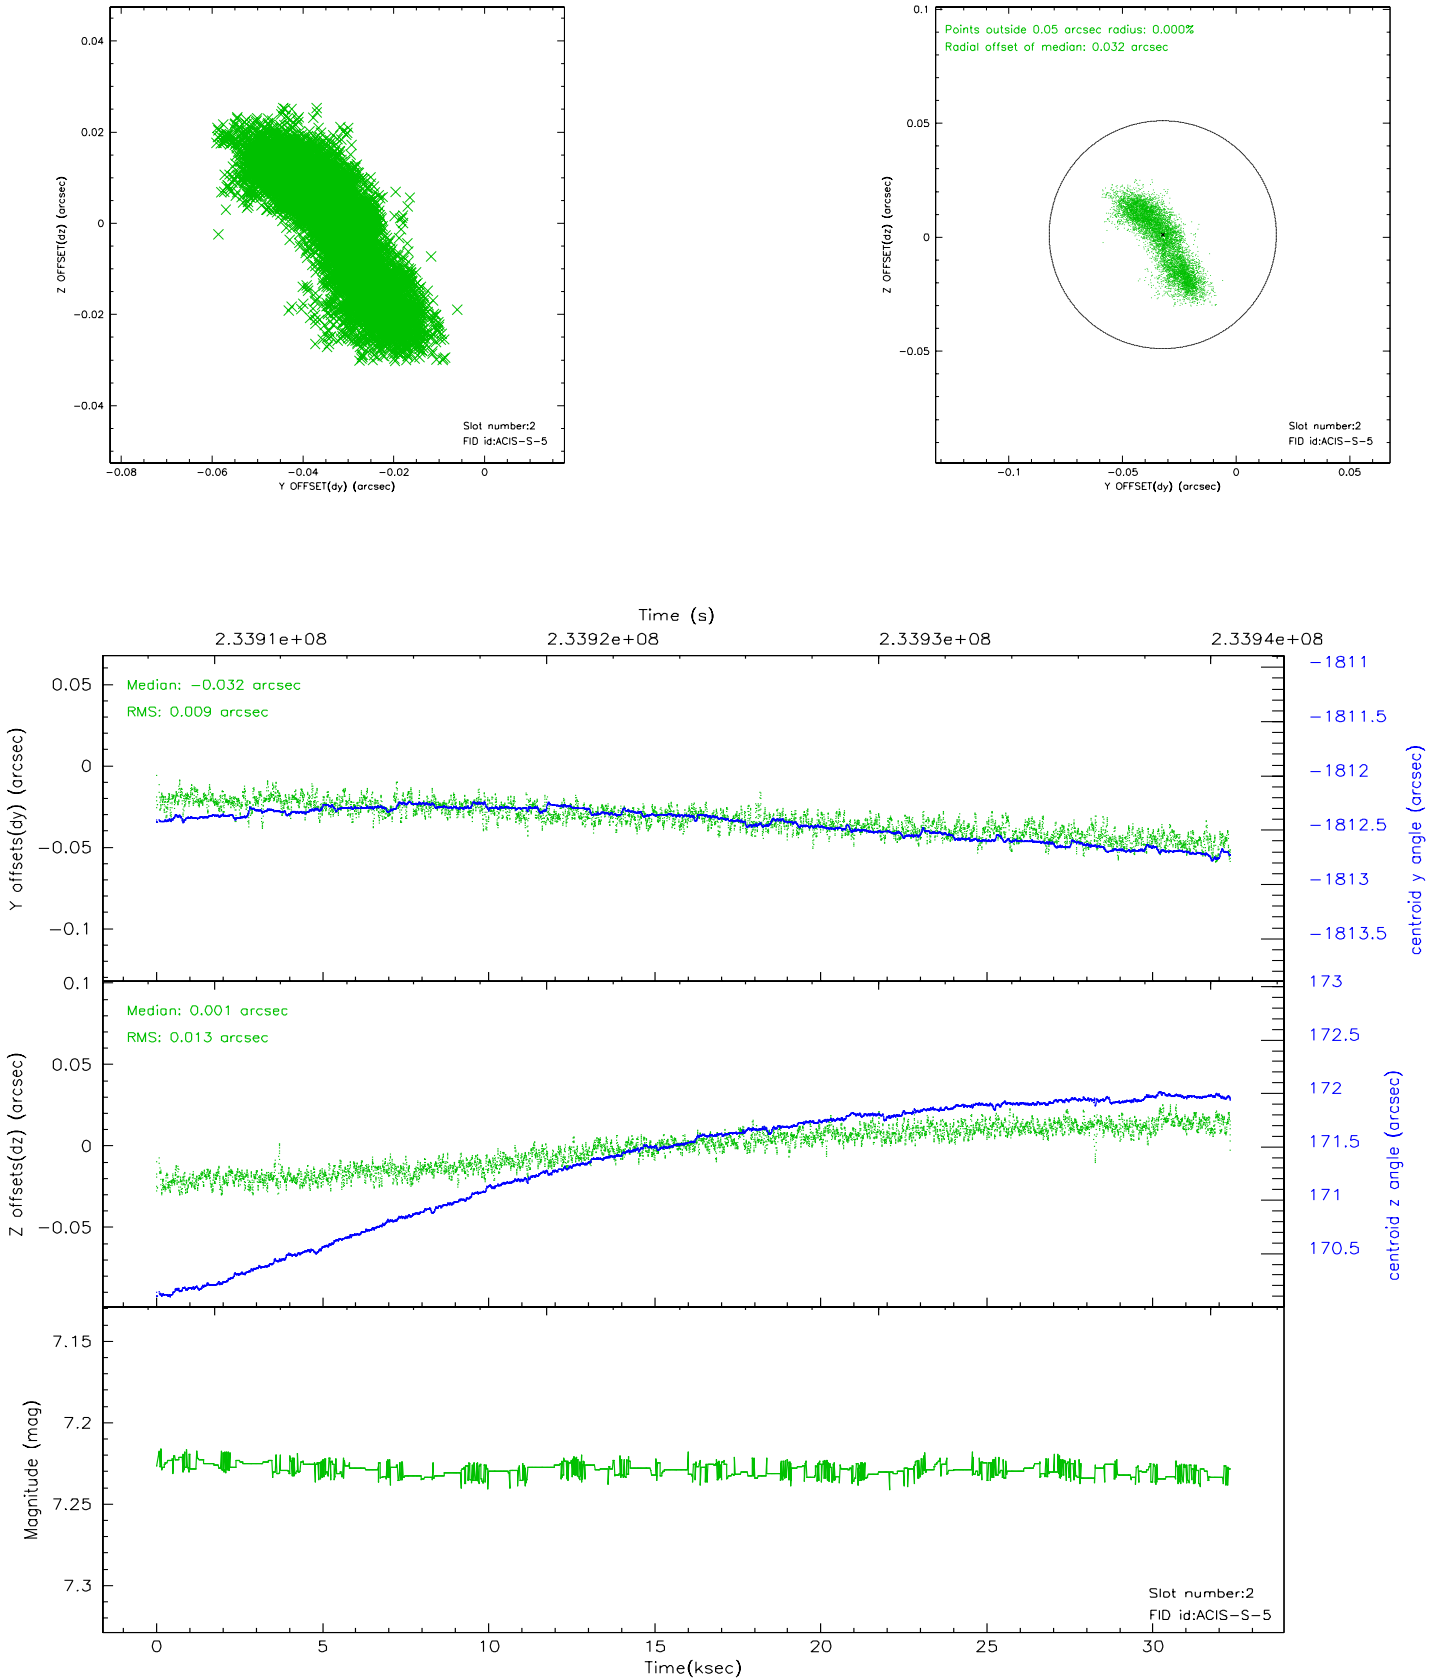 0.04
0.02
0
-0.02
-0.04
Z OFFSET(dz) (arcsec)
-0.08
-0.06
-0.04
-0.02
0
Y OFFSET(dy) (arcsec)
Slot number:2
FID id:ACIS-S-5
Points outside 0.05 arcsec radius: 0.000%
Radial offset of median: 0.032 arcsec
0.1
0.05
0
-0.05
Z OFFSET(dz) (arcsec)
-0.1
-0.05
0
0.05
Y OFFSET(dy) (arcsec)
Slot number:2
FID id:ACIS-S-5
Time (s)
2.3391e+08
2.3392e+08
2.3393e+08
2.3394e+08
Median: -0.032 arcsec
RMS: 0.009 arcsec
0.05
0
-0.05
-0.1
Y offsets(dy) (arcsec)
-1811
-1811.5
-1812
-1812.5
-1813
-1813.5
centroid y angle (arcsec)
Median: 0.001 arcsec
RMS: 0.013 arcsec
0.1
0.05
0
-0.05
Z offsets(dz) (arcsec)
173
172.5
172
171.5
171
170.5
centroid z angle (arcsec)
7.15
7.2
7.25
7.3
Magnitude (mag)
Slot number:2
FID id:ACIS-S-5
0
5
10
15
20
25
30
Time(ksec)